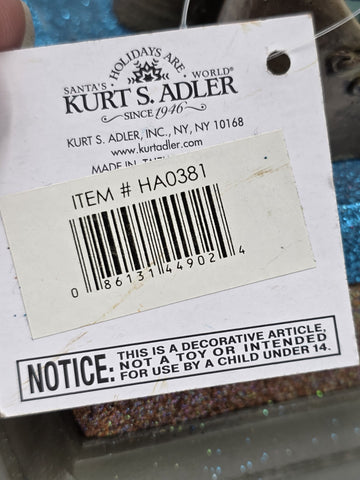 HOLIDAYS ARE
SANTA'S WORLD®
KURT S. ADLER
SINCE 1946
KURT S. ADLER, INC., NY, NY 10168
www.kurtadler.com
MADE IN
ITEM # HA0381
0 86131 44902 4
NOTICE: THIS IS A DECORATIVE ARTICLE,
NOT A TOY OR INTENDED
FOR USE BY A CHILD UNDER 14.